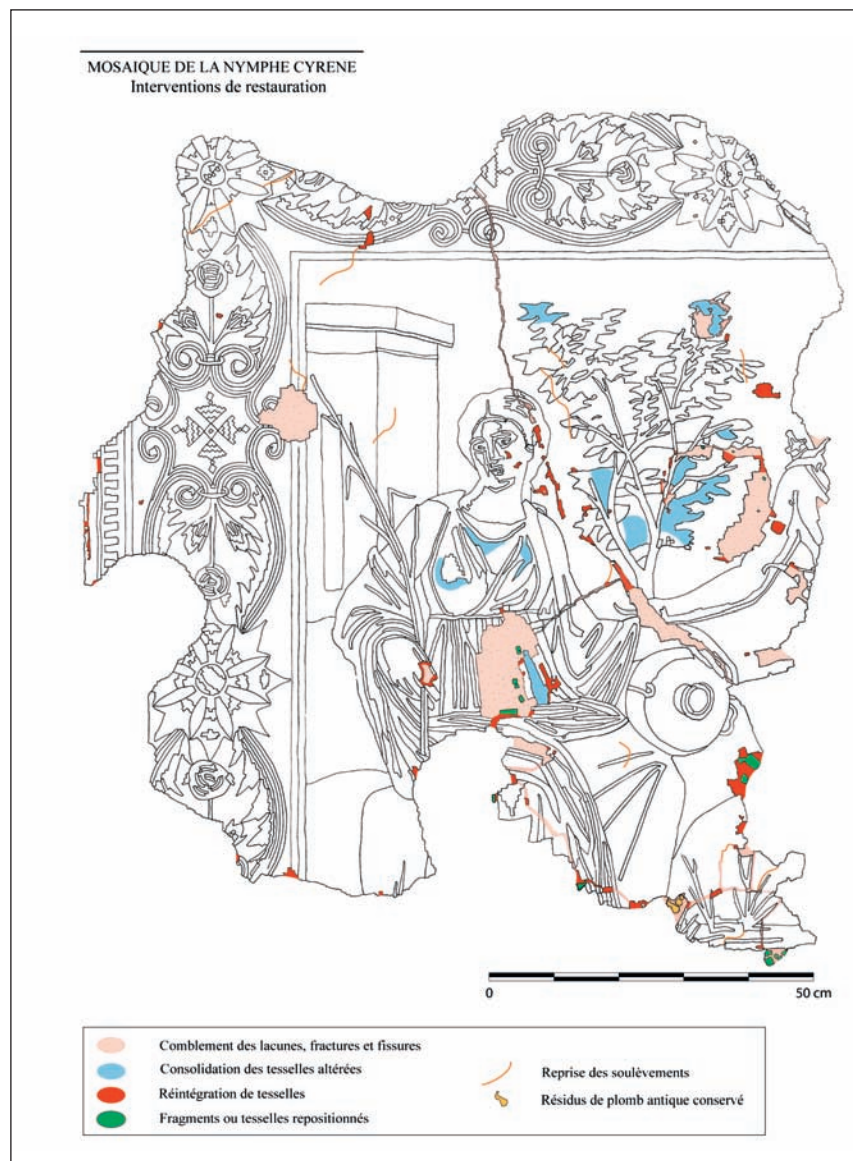 MOSAIQUE DE LA NYMPHE CYRENE
Interventions de restauration
0 50 cm
Comblement des lacunes, fractures et fissures
Consolidation des tesselles altérées
Réintégration de tesselles
Fragments ou tesselles repositionnés
Reprise des soulèvements
Résidus de plomb antique conservé